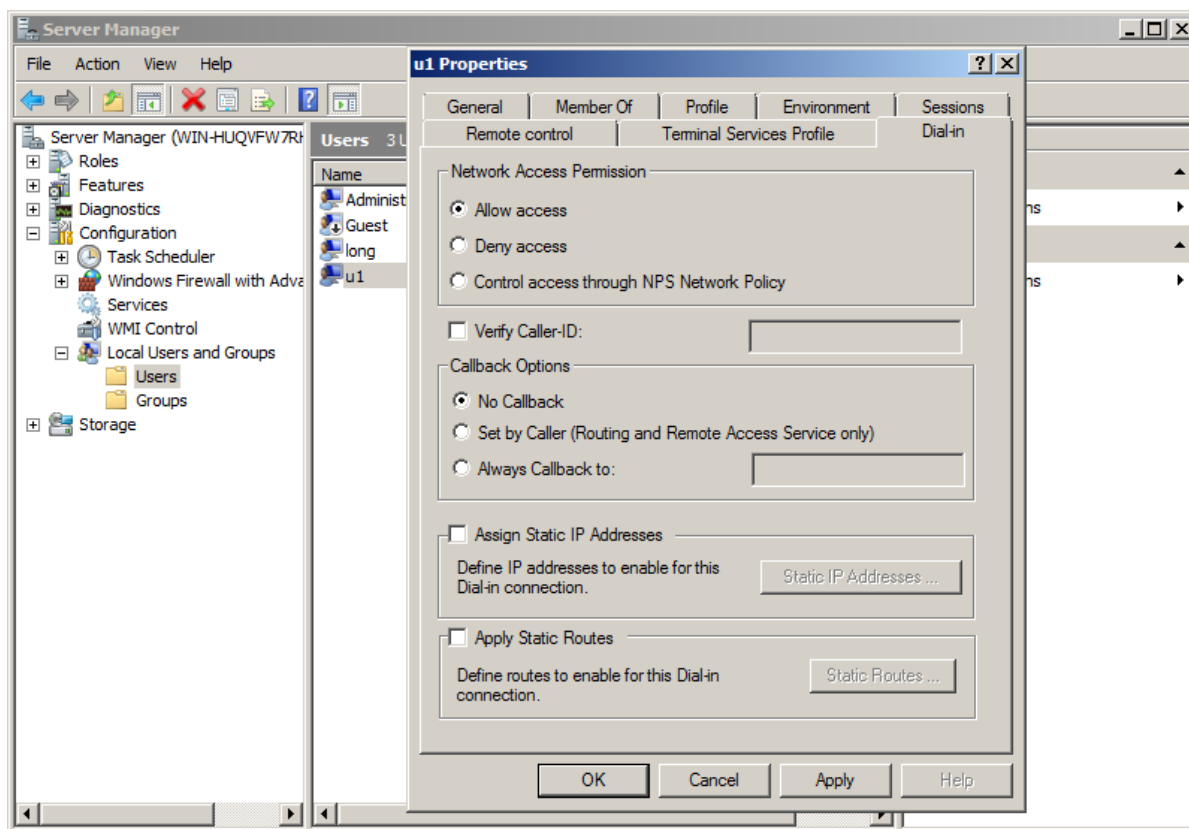 Server Manager
File Action View Help
Server Manager (WIN-HUQVFW7RH
Roles
Features
Diagnostics
Configuration
Task Scheduler
Windows Firewall with Adva
Services
WMI Control
Local Users and Groups
Users
Groups
Storage
Users 3 U
Name
Administ
Guest
long
u1
u1 Properties
General Member Of Profile Environment Sessions
Remote control Terminal Services Profile Dial-in
Network Access Permission
Allow access
Deny access
Control access through NPS Network Policy
Verify Caller-ID:
Callback Options
No Callback
Set by Caller (Routing and Remote Access Service only)
Always Callback to:
Assign Static IP Addresses
Define IP addresses to enable for this
Dial-in connection.
Static IP Addresses ...
Apply Static Routes
Define routes to enable for this Dial-in
connection.
Static Routes ...
OK Cancel Apply Help
ns
ns